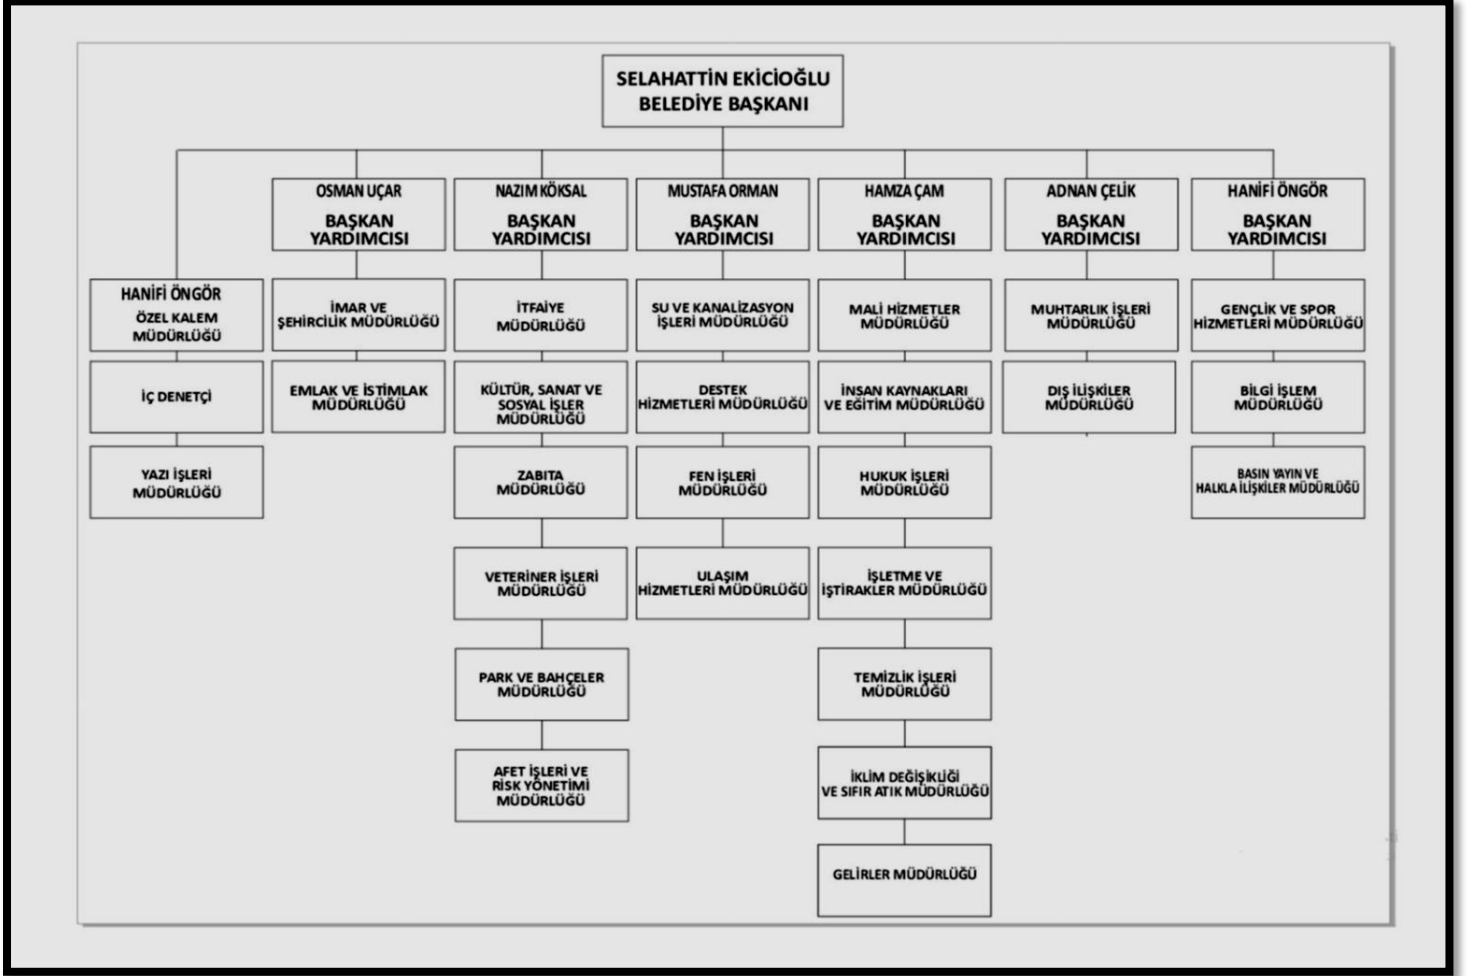 SELAHATTİN EKİCİOĞLU
BELEDİYE BAŞKANI
OSMAN UÇAR
BAŞKAN
YARDIMCISI
NAZIM KÖKSAL
BAŞKAN
YARDIMCISI
MUSTAFA ORMAN
BAŞKAN
YARDIMCISI
HAMZA ÇAM
BAŞKAN
YARDIMCISI
ADNAN ÇELİK
BAŞKAN
YARDIMCISI
HANİFİ ÖNGÖR
BAŞKAN
YARDIMCISI
HANİFİ ÖNGÖR
ÖZEL KALEM
MÜDÜRLÜĞÜ
İMAR VE
ŞEHİRCİLİK MÜDÜRLÜĞÜ
İTFAİYE
MÜDÜRLÜĞÜ
SU VE KANALİZASYON
İŞLERİ MÜDÜRLÜĞÜ
MALİ HİZMETLER
MÜDÜRLÜĞÜ
MUHTARLIK İŞLERİ
MÜDÜRLÜĞÜ
GENÇLİK VE SPOR
HİZMETLERİ MÜDÜRLÜĞÜ
İÇ DENETÇİ
EMLAK VE İSTİMLAK
MÜDÜRLÜĞÜ
KÜLTÜR, SANAT VE
SOSYAL İŞLER
MÜDÜRLÜĞÜ
DESTEK
HİZMETLERİ MÜDÜRLÜĞÜ
İNSAN KAYNAKLARI
VE EĞİTİM MÜDÜRLÜĞÜ
DIŞ İLİŞKİLER
MÜDÜRLÜĞÜ
BİLGİ İŞLEM
MÜDÜRLÜĞÜ
YAZI İŞLERİ
MÜDÜRLÜĞÜ
ZABITA
MÜDÜRLÜĞÜ
FEN İŞLERİ
MÜDÜRLÜĞÜ
HUKUK İŞLERİ
MÜDÜRLÜĞÜ
BASIN YAYIN VE
HALKLA İLİŞKİLER MÜDÜRLÜĞÜ
VETERİNER İŞLERİ
MÜDÜRLÜĞÜ
ULAŞIM
HİZMETLERİ MÜDÜRLÜĞÜ
İŞLETME VE
İŞTİRAKLER MÜDÜRLÜĞÜ
PARK VE BAHÇELER
MÜDÜRLÜĞÜ
TEMİZLİK İŞLERİ
MÜDÜRLÜĞÜ
AFET İŞLERİ VE
RİSK YÖNETİMİ
MÜDÜRLÜĞÜ
İKLİM DEĞİŞİKLİĞİ
VE SIFIR ATIK MÜDÜRLÜĞÜ
GELİRLER MÜDÜRLÜĞÜ